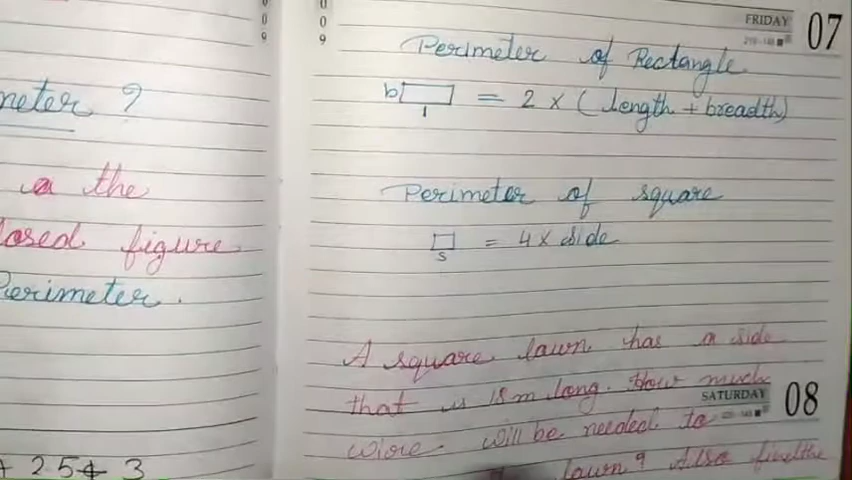 neter ?
a the
losed figure
Perimeter.
+ 25+ 3
FRIDAY 07
Perimeter of Rectangle
b l = 2 x ( length + breadth)
Perimeter of square
s = 4 x side
A square lawn has a side
that is 18 m long. How much
SATURDAY 08
wire will be needed to
lawn? Also find the